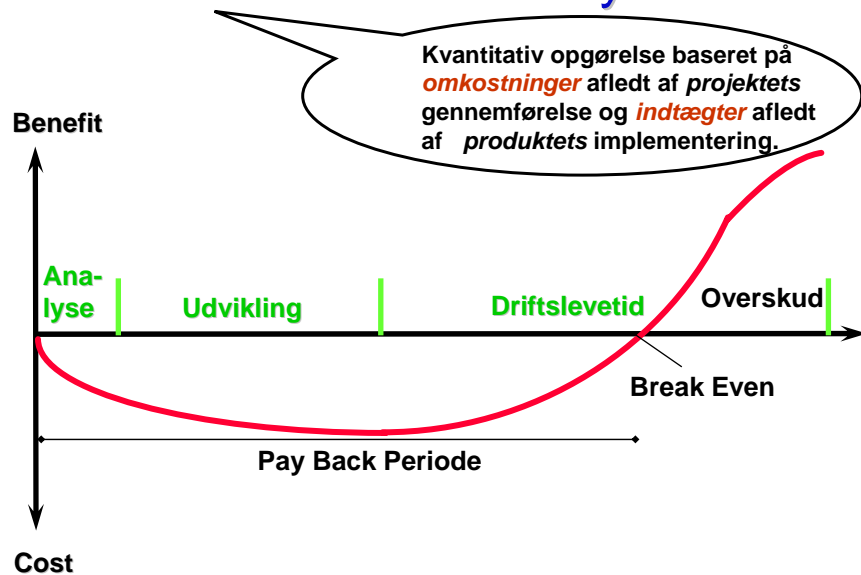 Kvantitativ opgørelse baseret på
omkostninger afledt af projektets
gennemførelse og indtægter afledt
af produktets implementering.
Benefit
Ana-
lyse
Udvikling
Driftslevetid
Overskud
Break Even
Pay Back Periode
Cost